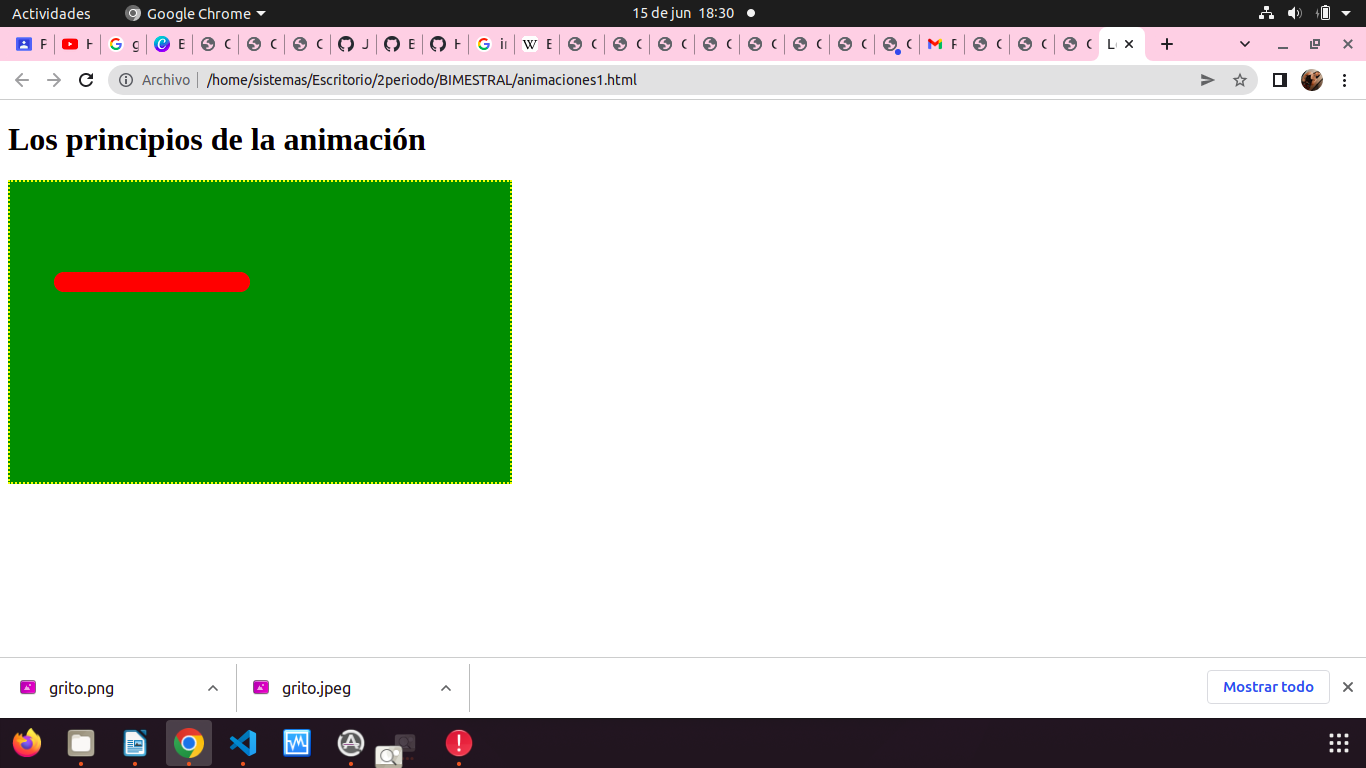 Actividades Google Chrome 15 de jun 18:30
F H g E C C C J E H in E C C C C C C C C F C C C Lo
Archivo /home/sistemas/Escritorio/2periodo/BIMESTRAL/animaciones1.html
Los principios de la animación
grito.png grito.jpeg Mostrar todo